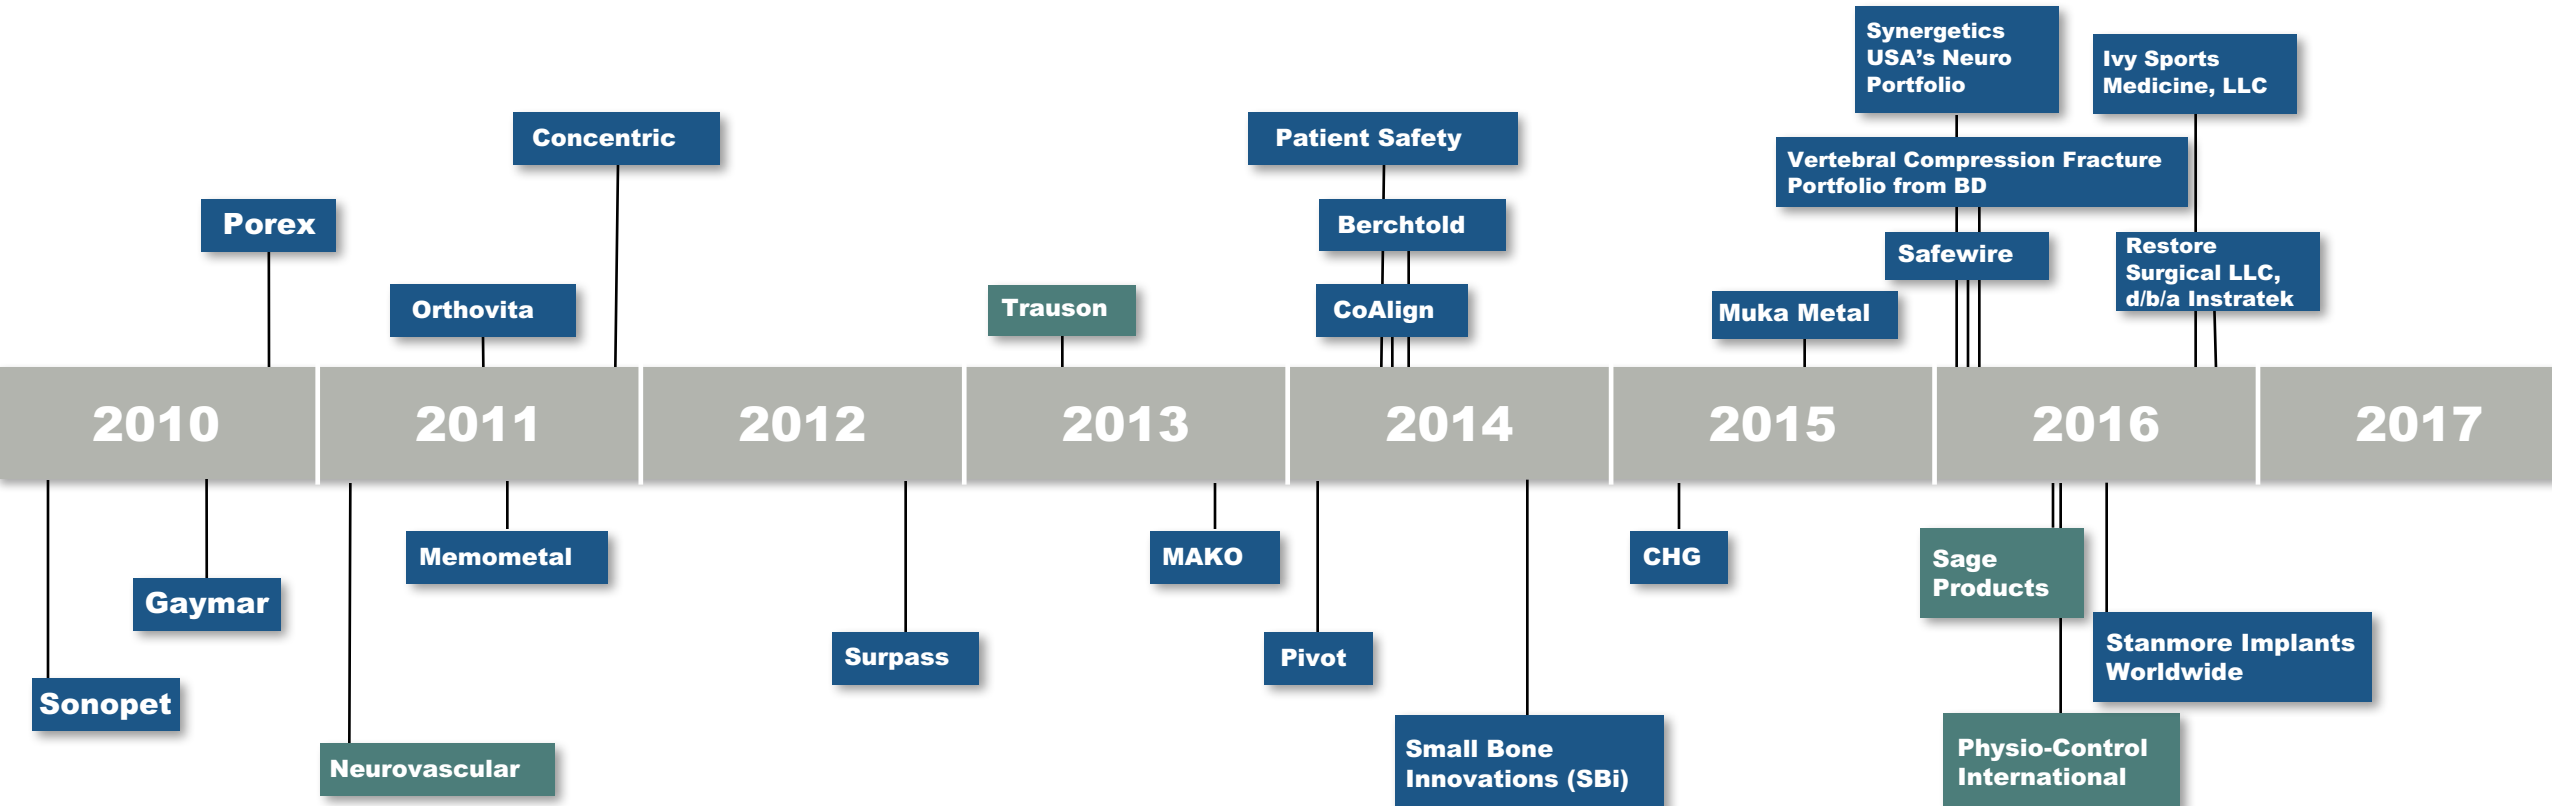 Synergetics
USA's Neuro
Portfolio
Ivy Sports
Medicine, LLC
Concentric
Patient Safety
Vertebral Compression Fracture
Portfolio from BD
Porex
Berchtold
Safewire
Restore
Surgical LLC,
d/b/a Instratek
Orthovita
Trauson
CoAlign
Muka Metal
2010
2011
2012
2013
2014
2015
2016
2017
Memometal
MAKO
CHG
Sage
Products
Gaymar
Surpass
Pivot
Stanmore Implants
Worldwide
Sonopet
Neurovascular
Small Bone
Innovations (SBi)
Physio-Control
International